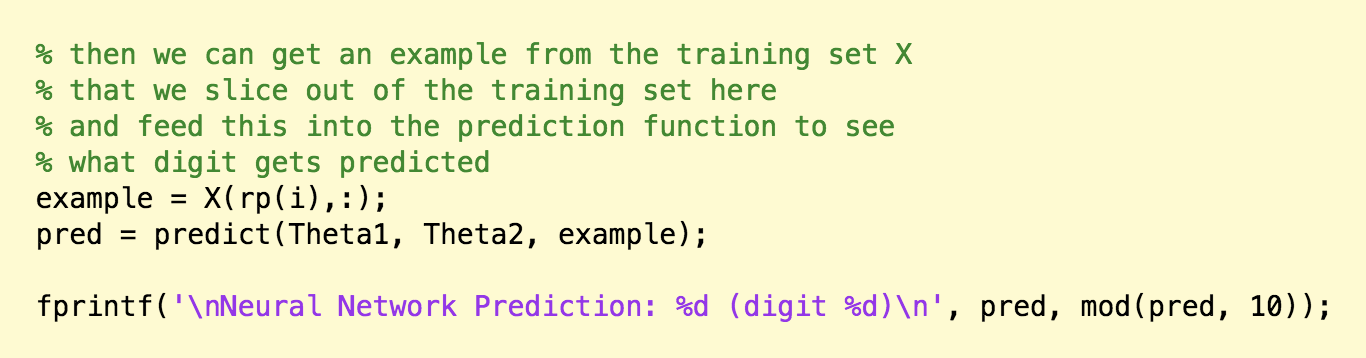 % then we can get an example from the training set X
% that we slice out of the training set here
% and feed this into the prediction function to see
% what digit gets predicted
example = X(rp(i),:);
pred = predict(Theta1, Theta2, example);
fprintf('\nNeural Network Prediction: %d (digit %d)\n', pred, mod(pred, 10));